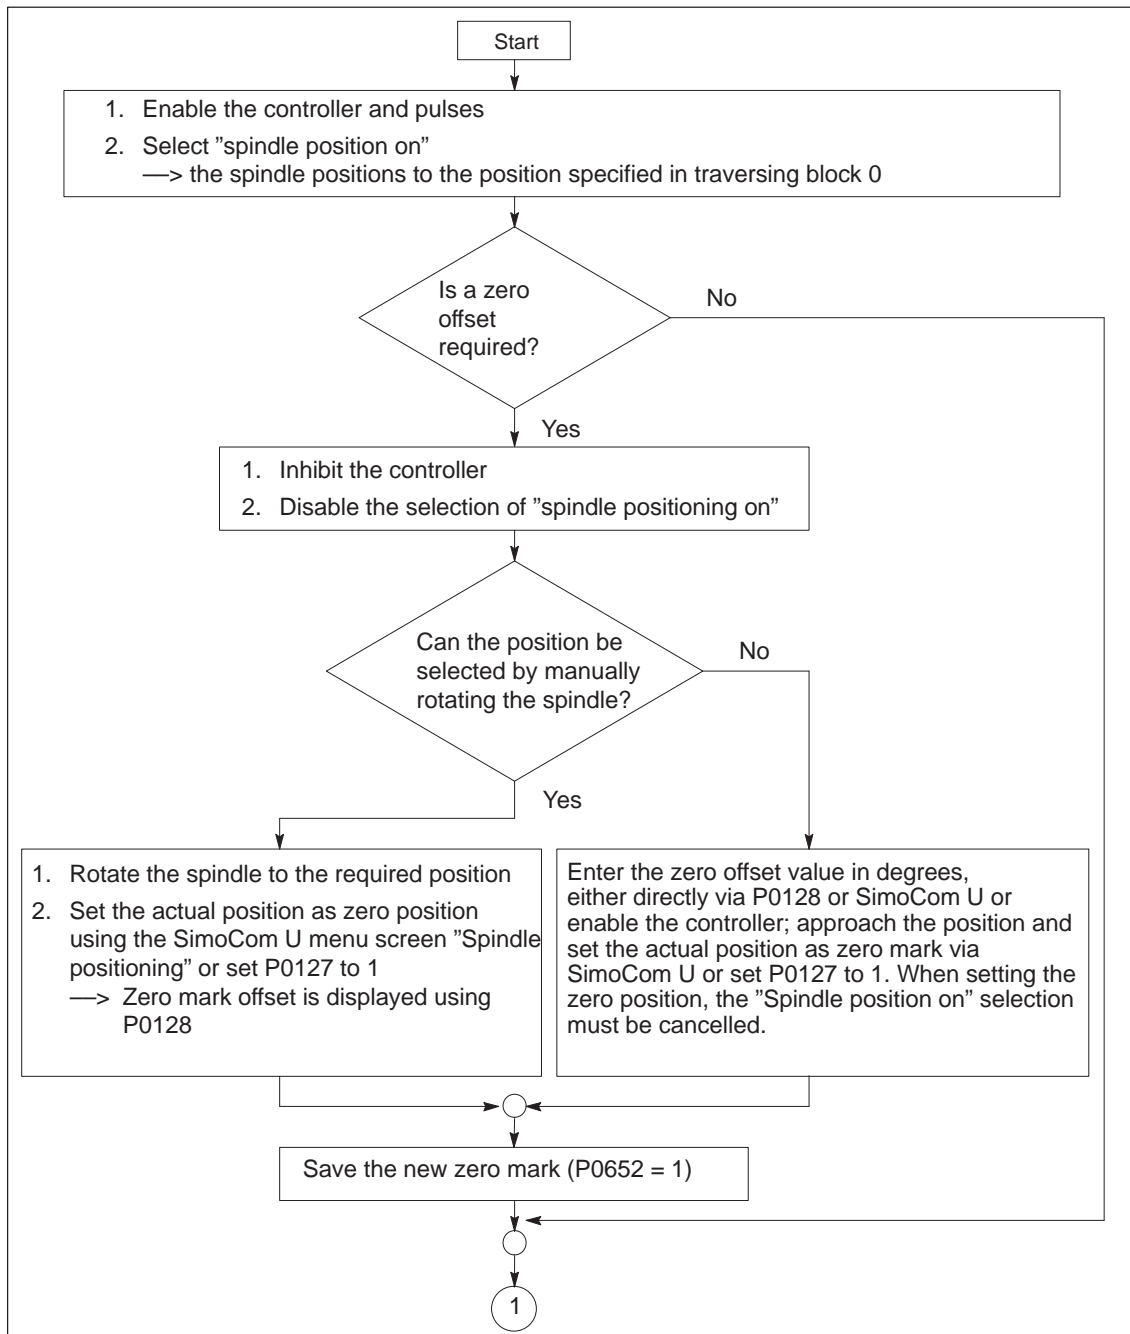 Start
1. Enable the controller and pulses
2. Select ”spindle position on”
—> the spindle positions to the position specified in traversing block 0
Is a zero
offset
required?
No
Yes
1. Inhibit the controller
2. Disable the selection of ”spindle positioning on”
Can the position be
selected by manually
rotating the spindle?
No
Yes
1. Rotate the spindle to the required position
2. Set the actual position as zero position
using the SimoCom U menu screen ”Spindle
positioning” or set P0127 to 1
—> Zero mark offset is displayed using
P0128
Enter the zero offset value in degrees,
either directly via P0128 or SimoCom U or
enable the controller; approach the position and
set the actual position as zero mark via
SimoCom U or set P0127 to 1. When setting the
zero position, the ”Spindle position on” selection
must be cancelled.
Save the new zero mark (P0652 = 1)
1